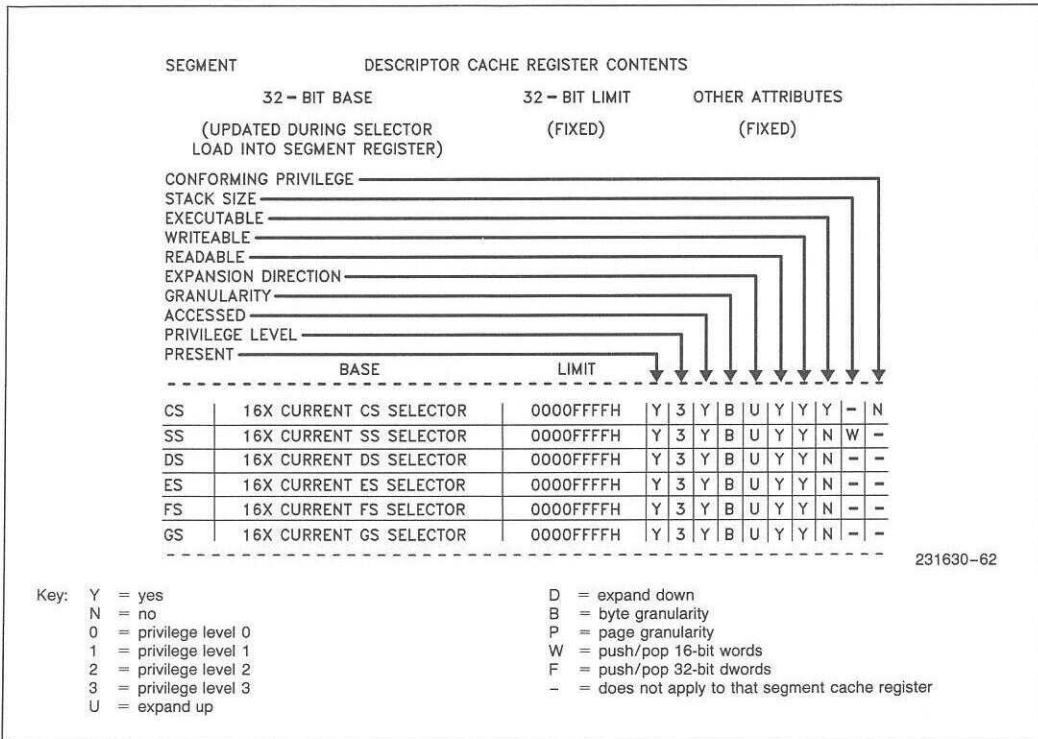 SEGMENT DESCRIPTOR CACHE REGISTER CONTENTS
32 – BIT BASE 32 – BIT LIMIT OTHER ATTRIBUTES
(UPDATED DURING SELECTOR (FIXED) (FIXED)
LOAD INTO SEGMENT REGISTER)
CONFORMING PRIVILEGE
STACK SIZE
EXECUTABLE
WRITEABLE
READABLE
EXPANSION DIRECTION
GRANULARITY
ACCESSED
PRIVILEGE LEVEL
PRESENT
BASE LIMIT
CS | 16X CURRENT CS SELECTOR | 0000FFFFH | Y | 3 | Y | B | U | Y | Y | Y | – | N
SS | 16X CURRENT SS SELECTOR | 0000FFFFH | Y | 3 | Y | B | U | Y | Y | N | W | –
DS | 16X CURRENT DS SELECTOR | 0000FFFFH | Y | 3 | Y | B | U | Y | Y | N | – | –
ES | 16X CURRENT ES SELECTOR | 0000FFFFH | Y | 3 | Y | B | U | Y | Y | N | – | –
FS | 16X CURRENT FS SELECTOR | 0000FFFFH | Y | 3 | Y | B | U | Y | Y | N | – | –
GS | 16X CURRENT GS SELECTOR | 0000FFFFH | Y | 3 | Y | B | U | Y | Y | N | – | –
231630–62
Key: Y = yes
N = no
0 = privilege level 0
1 = privilege level 1
2 = privilege level 2
3 = privilege level 3
U = expand up
D = expand down
B = byte granularity
P = page granularity
W = push/pop 16-bit words
F = push/pop 32-bit dwords
– = does not apply to that segment cache register